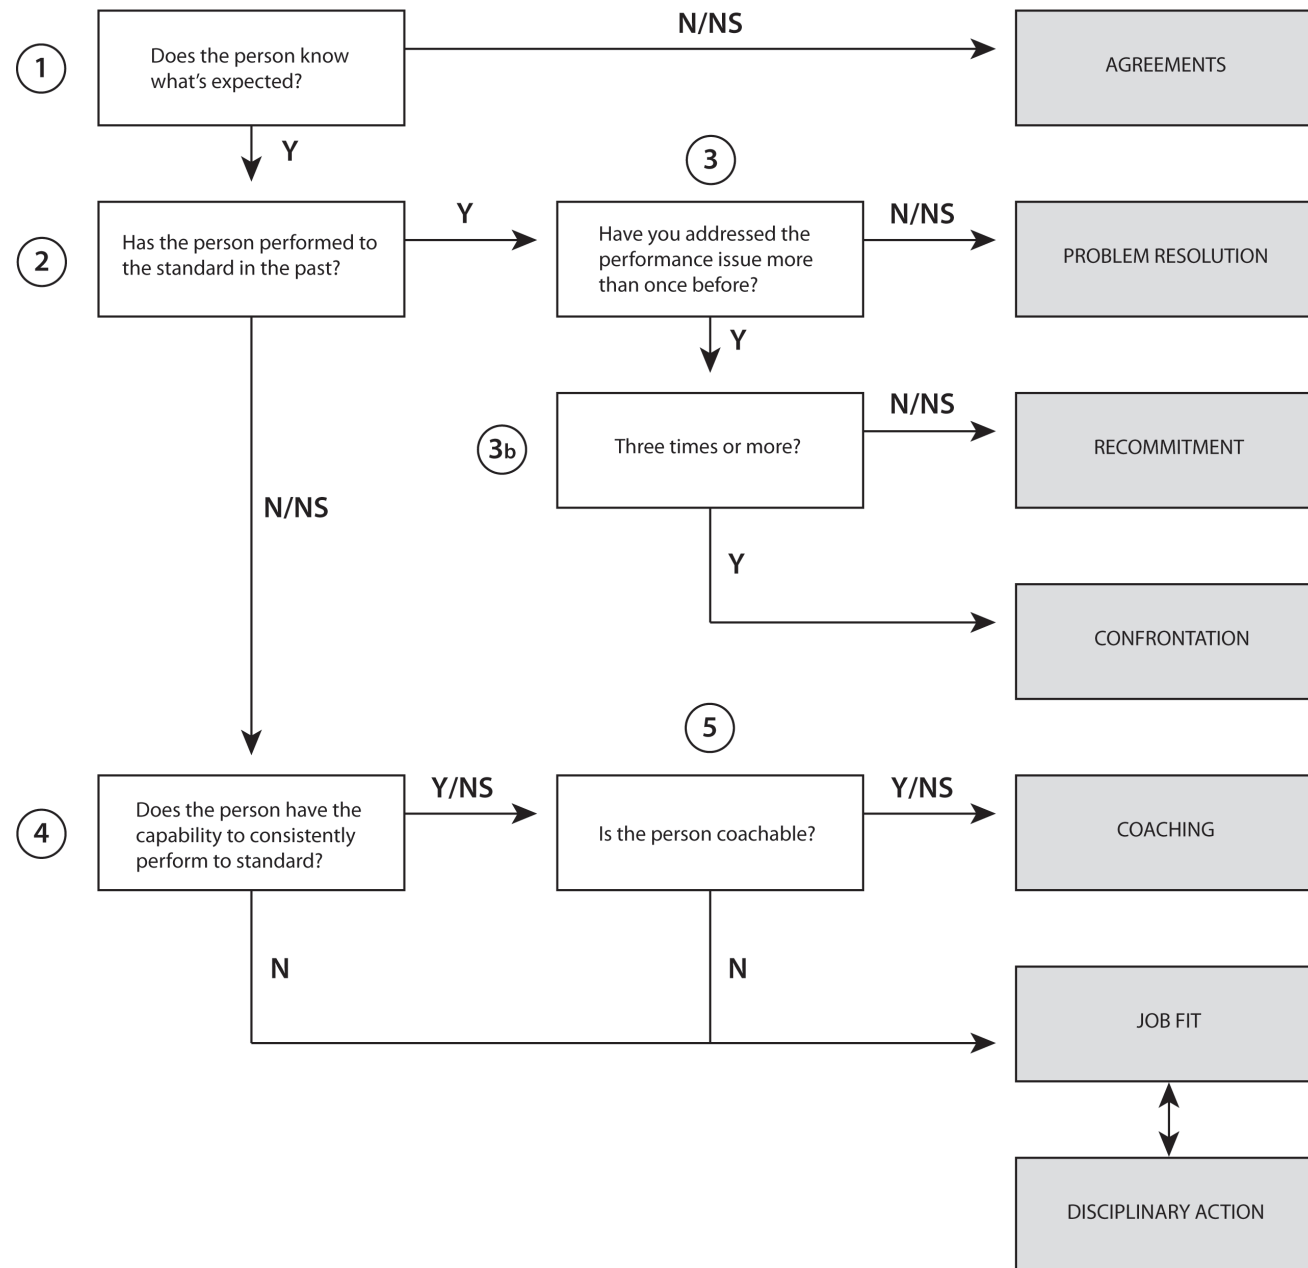 N/NS
1
Does the person know
what's expected?
AGREEMENTS
Y
3
2
Has the person performed to
the standard in the past?
Y
Have you addressed the
performance issue more
than once before?
N/NS
PROBLEM RESOLUTION
Y
3b
Three times or more?
N/NS
RECOMMITMENT
N/NS
Y
CONFRONTATION
5
4
Does the person have the
capability to consistently
perform to standard?
Y/NS
Is the person coachable?
Y/NS
COACHING
N
N
JOB FIT
DISCIPLINARY ACTION